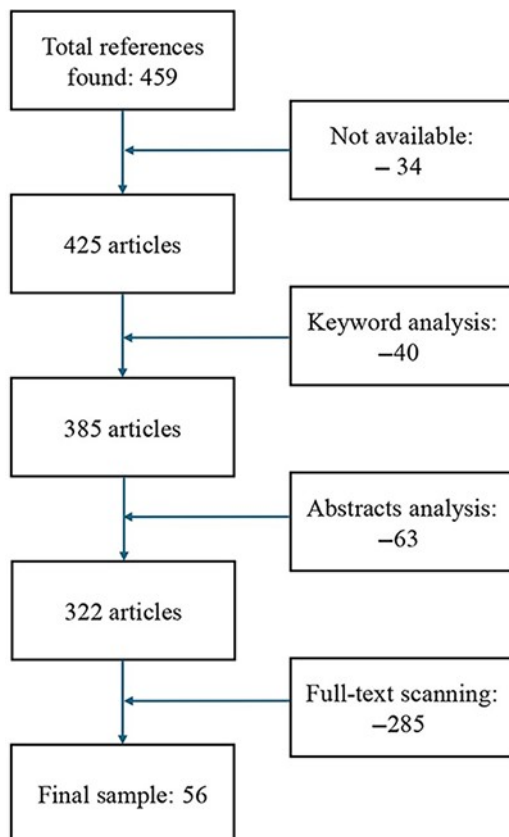 Total references
found: 459
Not available:
– 34
425 articles
Keyword analysis:
–40
385 articles
Abstracts analysis:
–63
322 articles
Full-text scanning:
–285
Final sample: 56